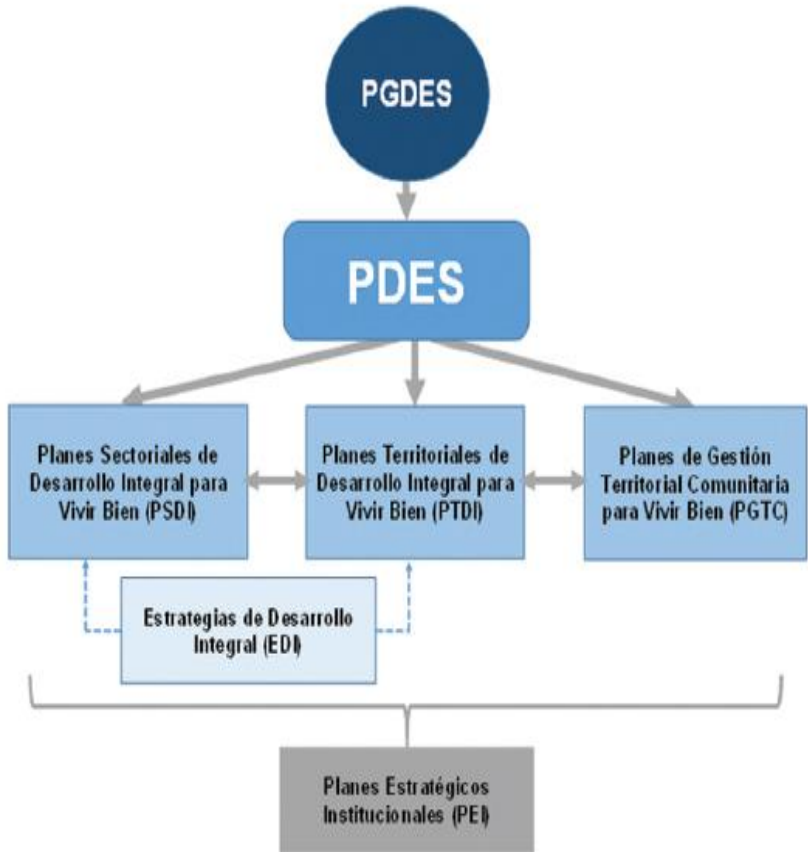 PGDES
PDES
Planes Sectoriales de
Desarrollo Integral para
Vivir Bien (PSDI)
Planes Territoriales de
Desarrollo Integral para
Vivir Bien (PTDI)
Planes de Gestión
Territorial Comunitaria
para Vivir Bien (PGTC)
Estrategias de Desarrollo
Integral (EDI)
Planes Estratégicos
Institucionales (PEI)